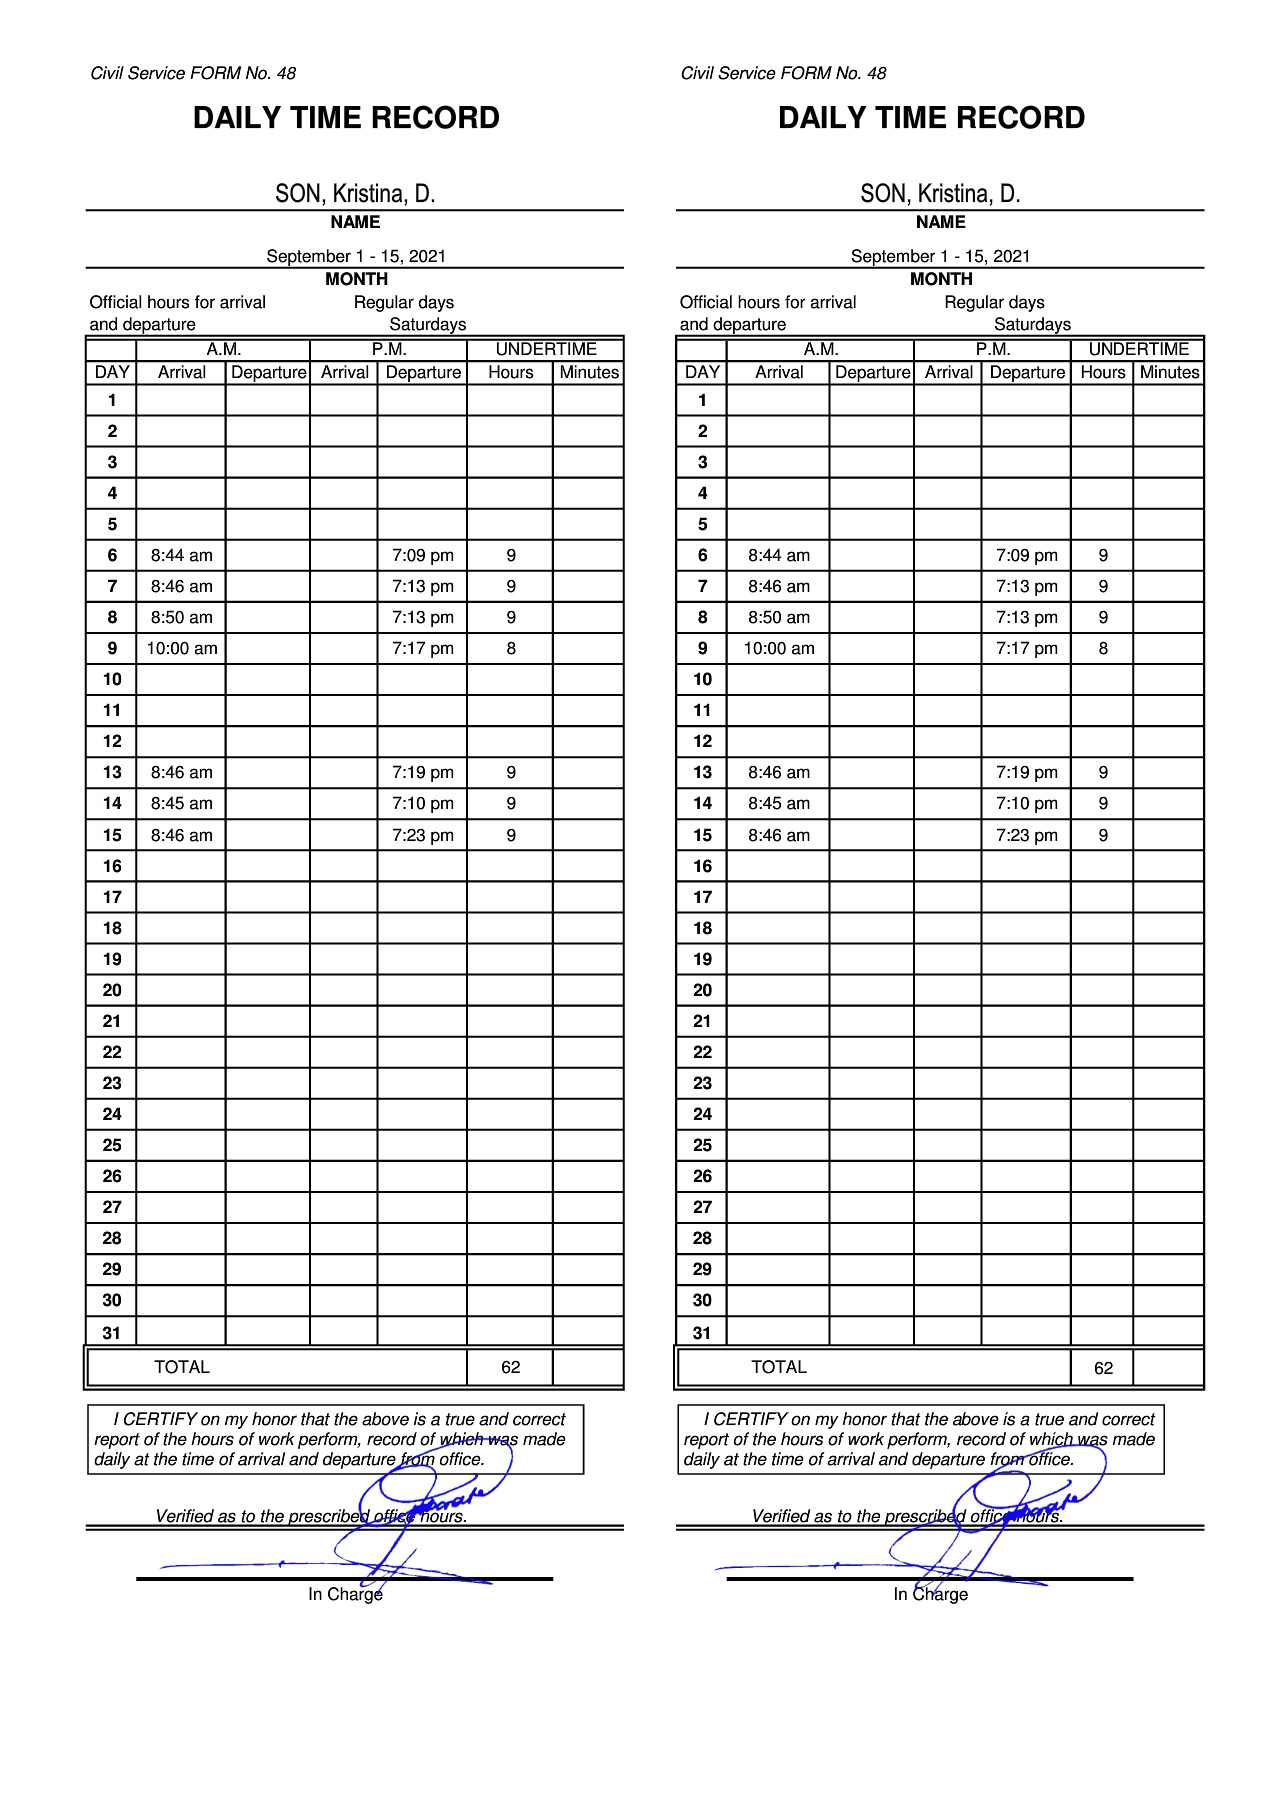 Civil Service FORM No. 48
DAILY TIME RECORD
SON, Kristina, D.
NAME
September 1 - 15, 2021
MONTH
Official hours for arrival Regular days
and departure Saturdays
A.M. P.M. UNDERTIME
DAY Arrival Departure Arrival Departure Hours Minutes
1
2
3
4
5
6 8:44 am 7:09 pm 9
7 8:46 am 7:13 pm 9
8 8:50 am 7:13 pm 9
9 10:00 am 7:17 pm 8
10
11
12
13 8:46 am 7:19 pm 9
14 8:45 am 7:10 pm 9
15 8:46 am 7:23 pm 9
16
17
18
19
20
21
22
23
24
25
26
27
28
29
30
31
TOTAL 62
I CERTIFY on my honor that the above is a true and correct
report of the hours of work perform, record of which was made
daily at the time of arrival and departure from office.
Verified as to the prescribed office hours.
In Charge
Civil Service FORM No. 48
DAILY TIME RECORD
SON, Kristina, D.
NAME
September 1 - 15, 2021
MONTH
Official hours for arrival Regular days
and departure Saturdays
A.M. P.M. UNDERTIME
DAY Arrival Departure Arrival Departure Hours Minutes
1
2
3
4
5
6 8:44 am 7:09 pm 9
7 8:46 am 7:13 pm 9
8 8:50 am 7:13 pm 9
9 10:00 am 7:17 pm 8
10
11
12
13 8:46 am 7:19 pm 9
14 8:45 am 7:10 pm 9
15 8:46 am 7:23 pm 9
16
17
18
19
20
21
22
23
24
25
26
27
28
29
30
31
TOTAL 62
I CERTIFY on my honor that the above is a true and correct
report of the hours of work perform, record of which was made
daily at the time of arrival and departure from office.
Verified as to the prescribed office hours.
In Charge